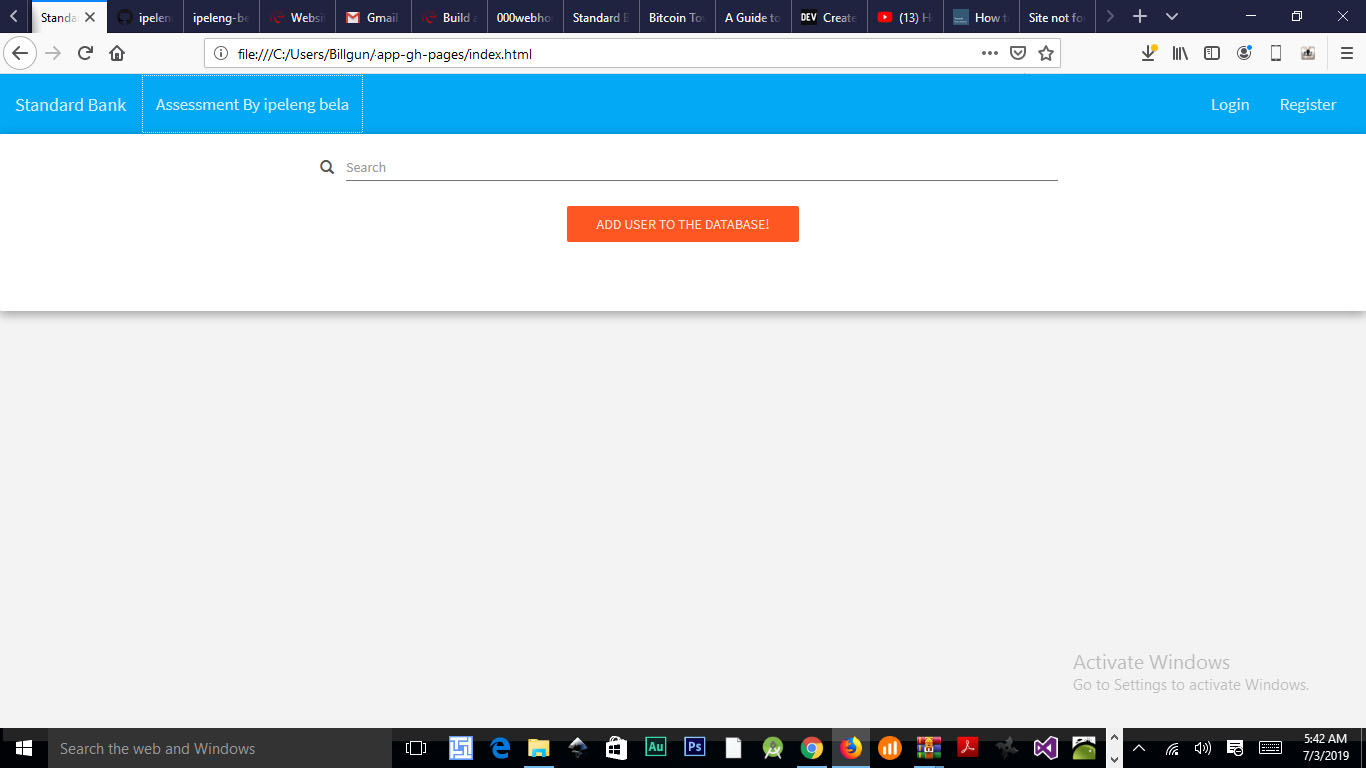 Standa
ipelen
ipeleng-be
Websi
Gmail
Build a
000webho
Standard B
Bitcoin To
A Guide to
DEV Create
(13) H
How t
Site not fo
file:///C:/Users/Billgun/-app-gh-pages/index.html
Standard Bank
Assessment By ipeleng bela
Login
Register
Search
ADD USER TO THE DATABASE!
Activate Windows
Go to Settings to activate Windows.
Search the web and Windows
Au
Ps
5:42 AM
7/3/2019